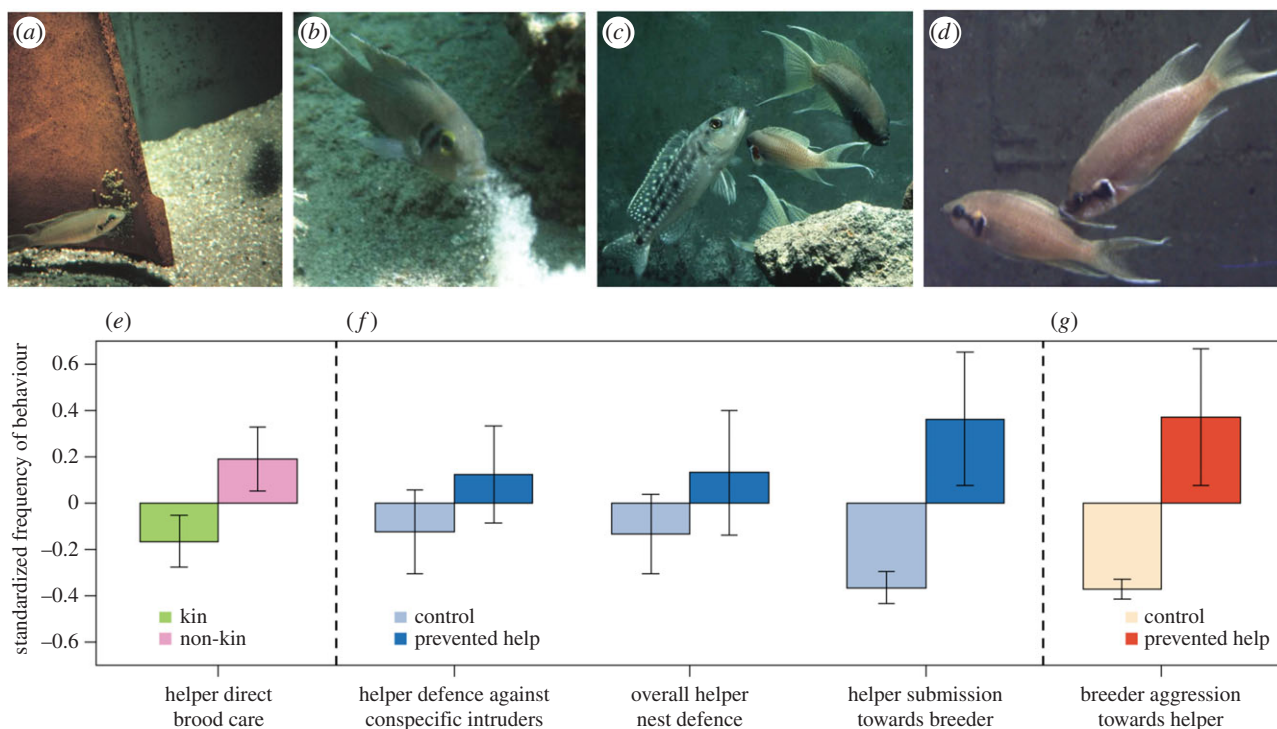 (a)
(b)
(c)
(d)
(e)
(f)
(g)
standardized frequency of behaviour
0.6
0.4
0.2
0
–0.2
–0.4
–0.6
kin
non-kin
control
prevented help
control
prevented help
helper direct
brood care
helper defence against
conspecific intruders
overall helper
nest defence
helper submission
towards breeder
breeder aggression
towards helper